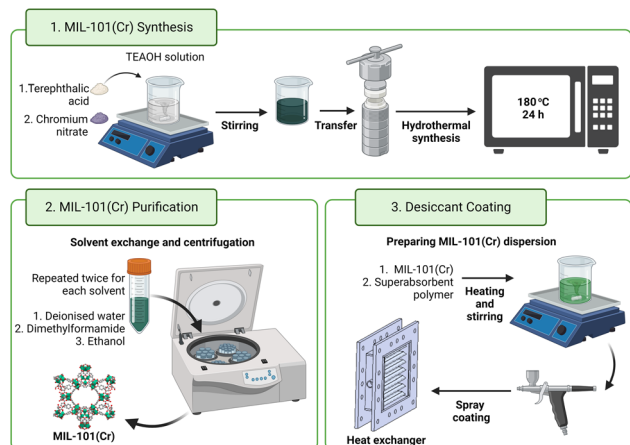 1. MIL-101(Cr) Synthesis
TEAOH solution
1.Terephthalic
acid
2. Chromium
nitrate
Stirring
Transfer
Hydrothermal
synthesis
180 °C
24 h
2. MIL-101(Cr) Purification
Solvent exchange and centrifugation
Repeated twice for
each solvent
1. Deionised water
2. Dimethylformamide
3. Ethanol
MIL-101(Cr)
3. Desiccant Coating
Preparing MIL-101(Cr) dispersion
1. MIL-101(Cr)
2. Superabsorbent
polymer
Heating
and
stirring
Spray
coating
Heat exchanger